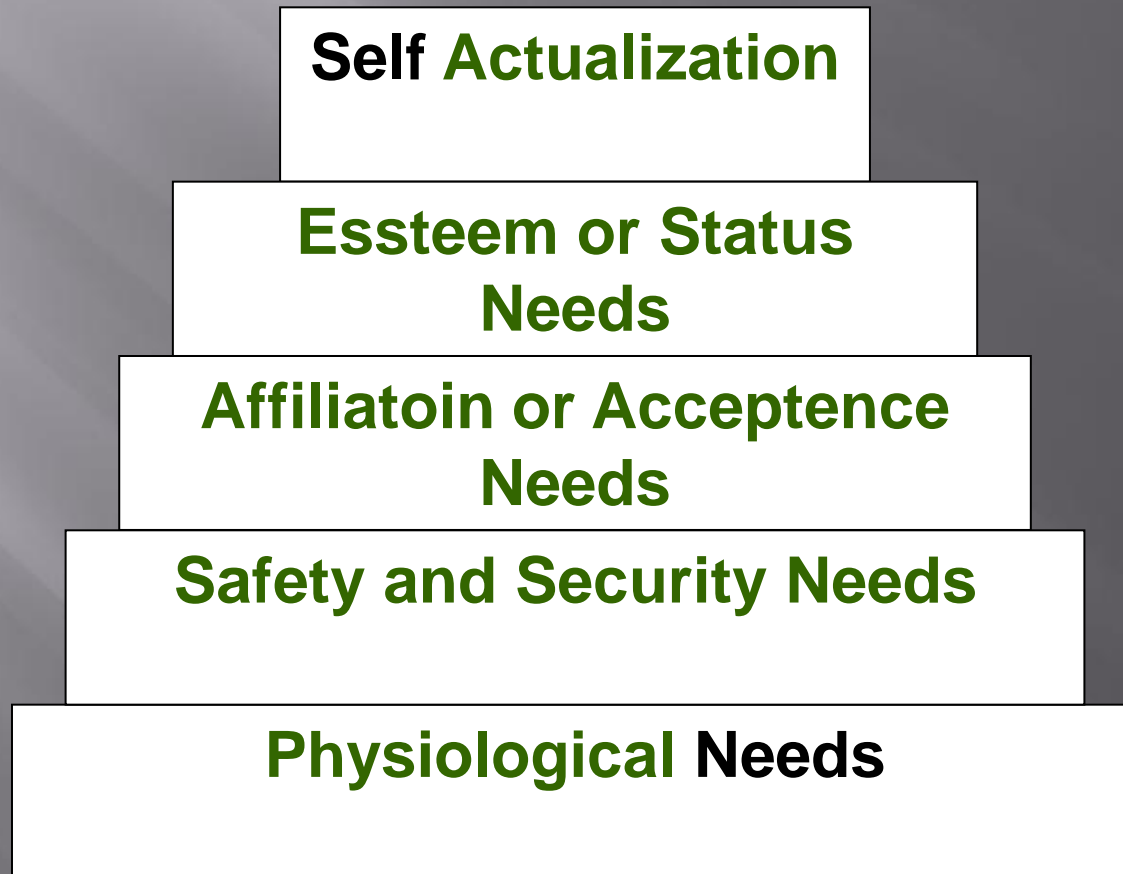 Self Actualization
Essteem or Status
Needs
Affiliatoin or Acceptence
Needs
Safety and Security Needs
Physiological Needs